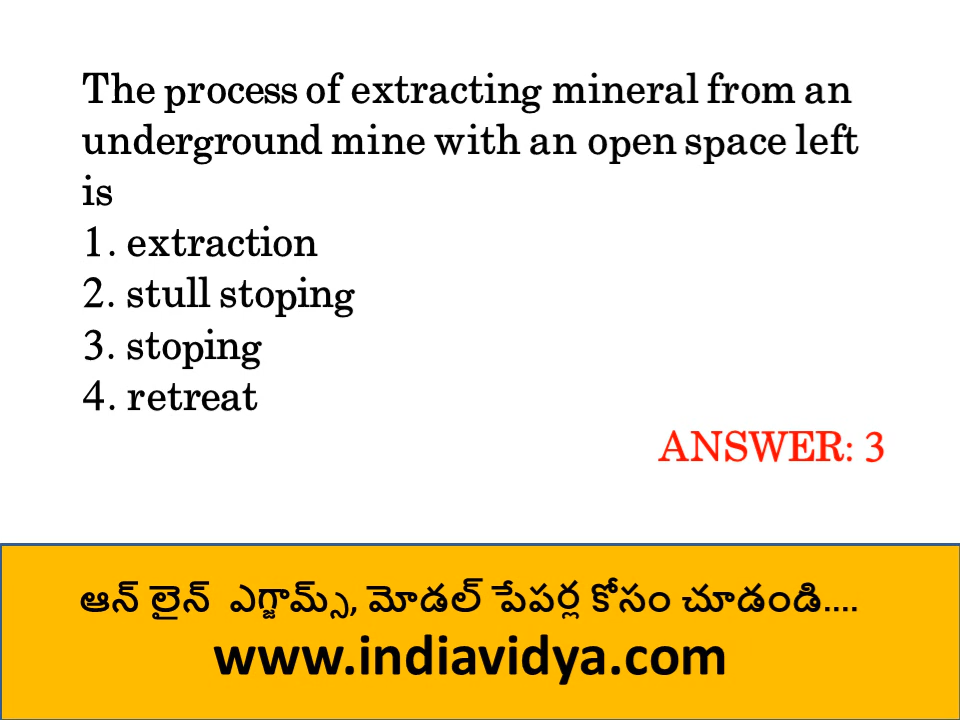 The process of extracting mineral from an
underground mine with an open space left
is
1. extraction
2. stull stoping
3. stoping
4. retreat
ANSWER: 3
ఆన్ లైన్ ఎగ్జామ్స్, మోడల్ పేపర్ల కోసం చూడండి....
www.indiavidya.com